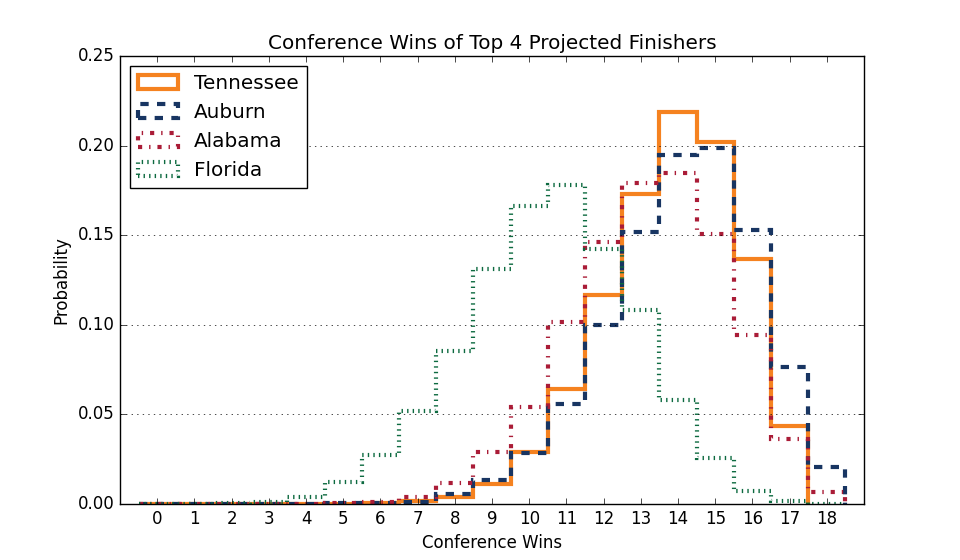 Conference Wins of Top 4 Projected Finishers
0.25
0.20
0.15
0.10
0.05
0.00
Probability
Tennessee
Auburn
Alabama
Florida
0 1 2 3 4 5 6 7 8 9 10 11 12 13 14 15 16 17 18
Conference Wins